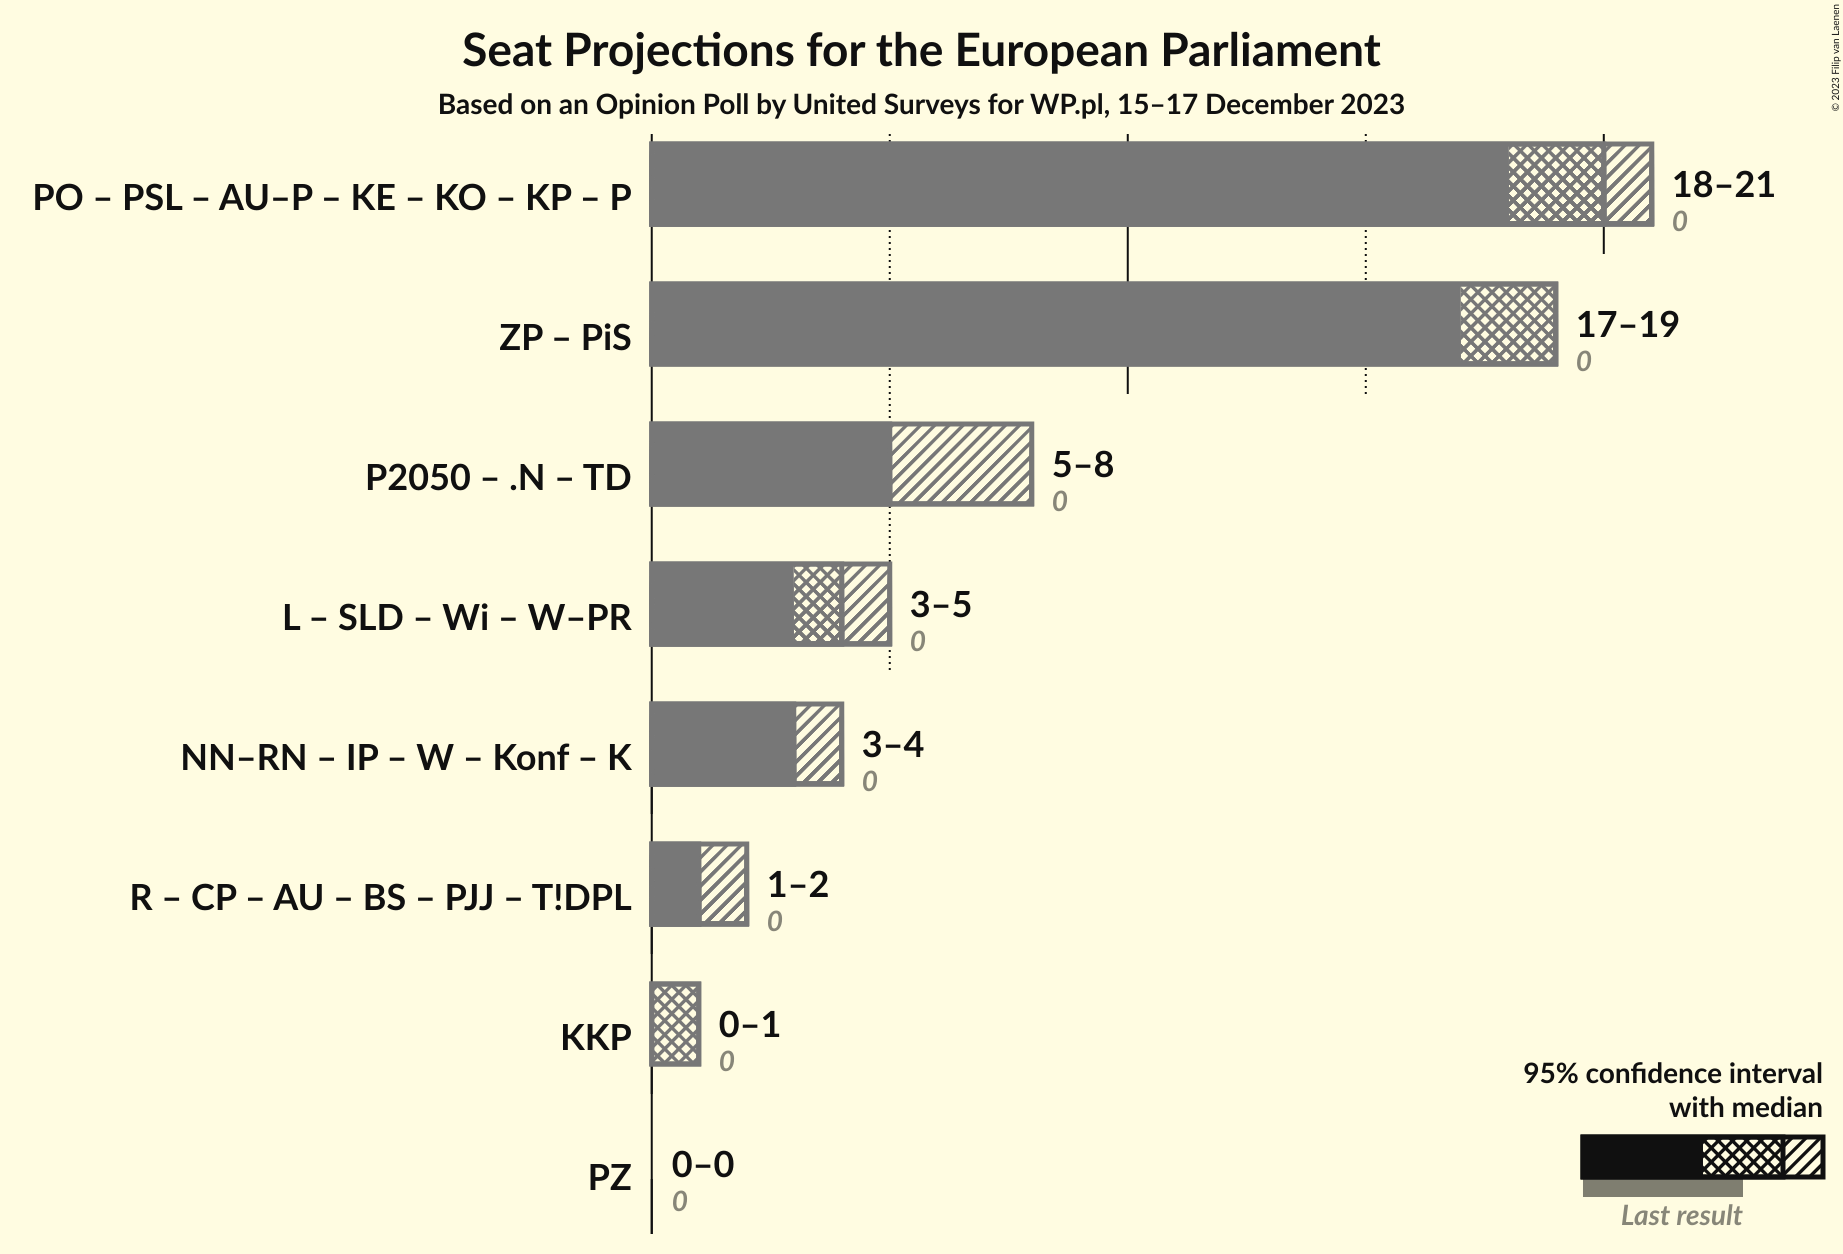 Seat Projections for the European Parliament
Based on an Opinion Poll by United Surveys for WP.pl, 15–17 December 2023
© 2023 Filip van Laenen
PO – PSL – AU–P – KE – KO – KP – P
18–21
0
ZP – PiS
17–19
0
P2050 – .N – TD
5–8
0
L – SLD – Wi – W–PR
3–5
0
NN–RN – IP – W – Konf – K
3–4
0
R – CP – AU – BS – PJJ – T!DPL
1–2
0
KKP
0–1
0
PZ
0–0
0
95% confidence interval
with median
Last result